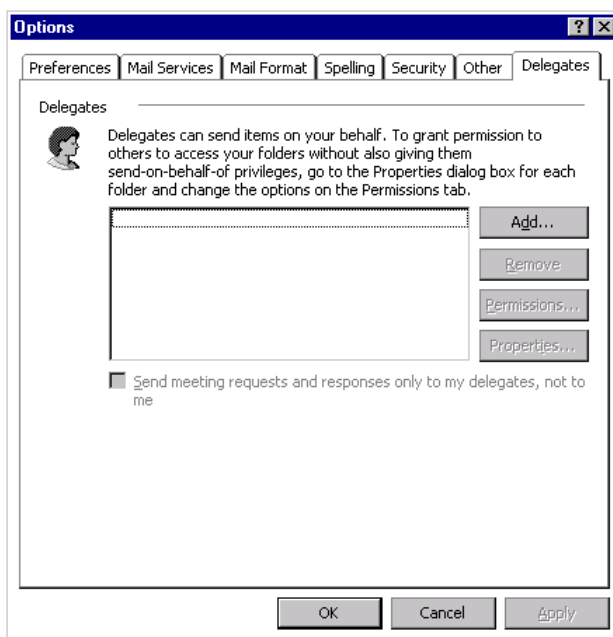 Options
Preferences Mail Services Mail Format Spelling Security Other Delegates
Delegates
Delegates can send items on your behalf. To grant permission to
others to access your folders without also giving them
send-on-behalf-of privileges, go to the Properties dialog box for each
folder and change the options on the Permissions tab.
Add...
Remove
Permissions...
Properties...
Send meeting requests and responses only to my delegates, not to
me
OK Cancel Apply